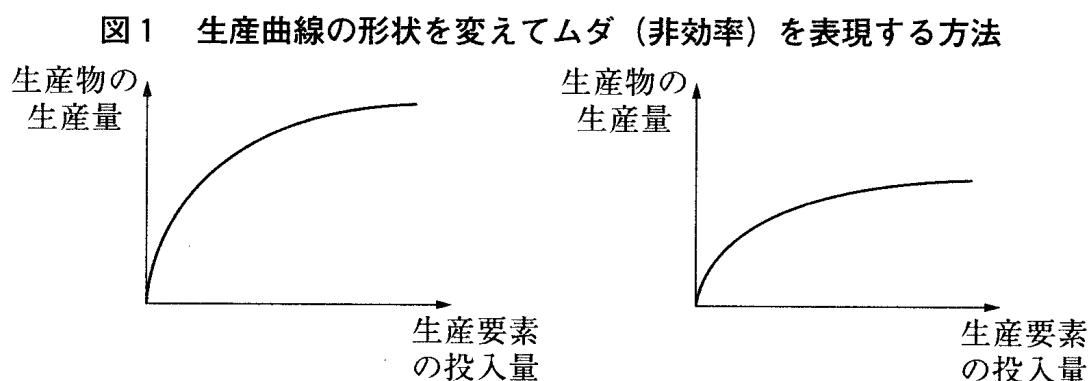 図1 生産曲線の形状を変えてムダ（非効率）を表現する方法
生産物の
生産量
生産要素
の投入量
生産物の
生産量
生産要素
の投入量